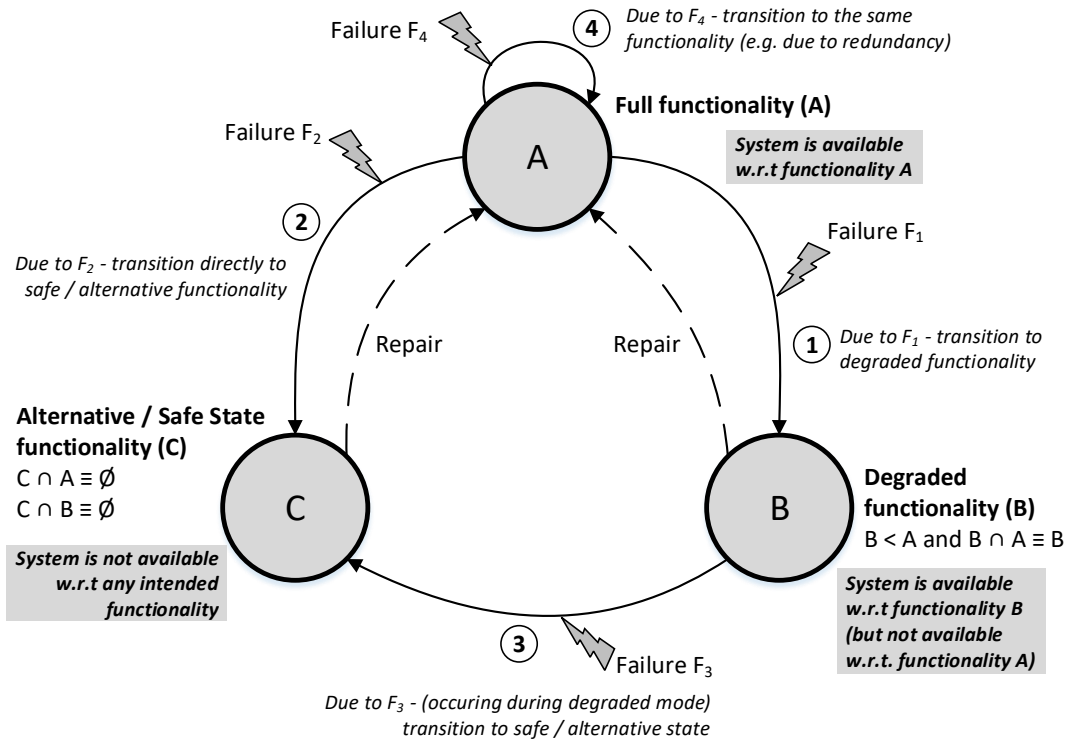 Failure F4
4
Due to F4 - transition to the same
functionality (e.g. due to redundancy)
Full functionality (A)
A
System is available
w.r.t functionality A
Failure F2
2
Due to F2 - transition directly to
safe / alternative functionality
Failure F1
1
Due to F1 - transition to
degraded functionality
Repair
Repair
Alternative / Safe State
functionality (C)
C ∩ A ≡ Ø
C ∩ B ≡ Ø
System is not available
w.r.t any intended
functionality
C
B
Degraded
functionality (B)
B < A and B ∩ A ≡ B
System is available
w.r.t functionality B
(but not available
w.r.t. functionality A)
3
Failure F3
Due to F3 - (occuring during degraded mode)
transition to safe / alternative state